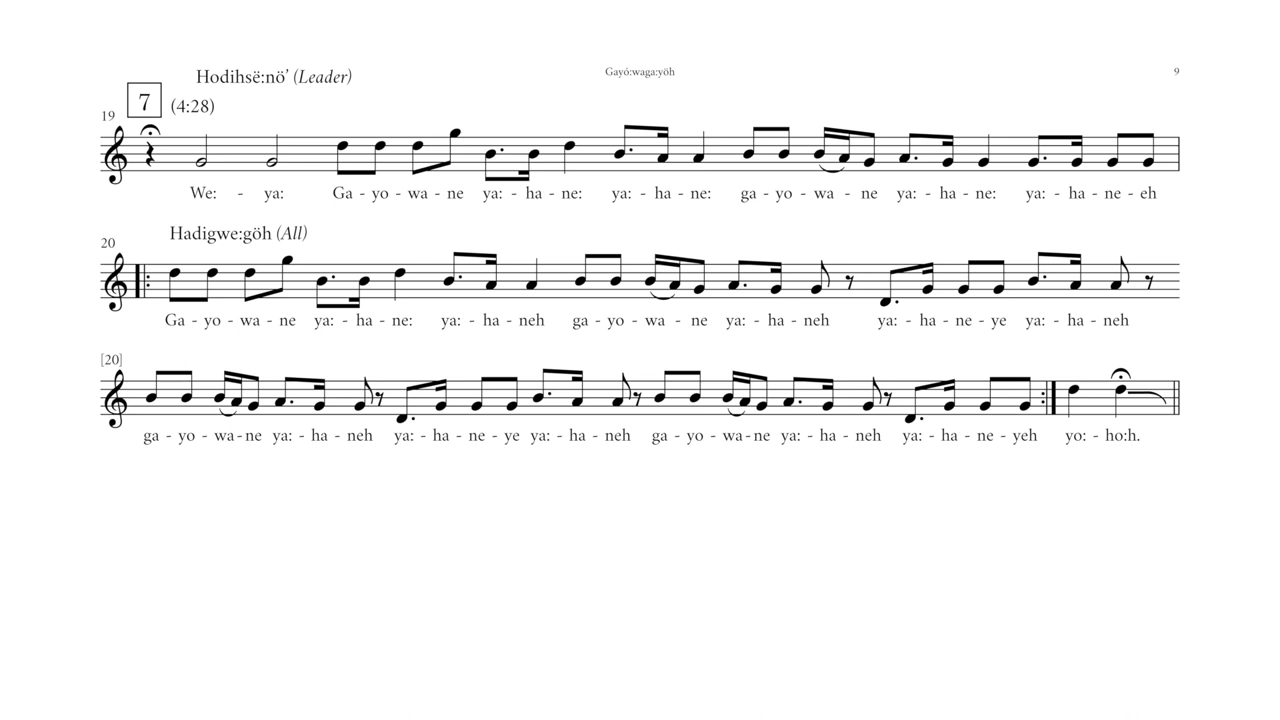 Gayó:waga:yöh 9
Hodihsë:nö’ (Leader)
7 (4:28)
19
We: - ya: Ga - yo - wa - ne ya: - ha - ne: ya: - ha - ne: ga - yo - wa - ne ya: - ha - ne: ya: - ha - ne - eh
Hadigwe:göh (All)
20
Ga - yo - wa - ne ya: - ha - ne: ya: - ha - neh ga - yo - wa - ne ya: - ha - neh ya: - ha - ne - ye ya: - ha - neh
[20]
ga - yo - wa - ne ya: - ha - neh ya: - ha - ne - ye ya: - ha - neh ga - yo - wa - ne ya: - ha - neh ya: - ha - ne - yeh yo: - ho:h.